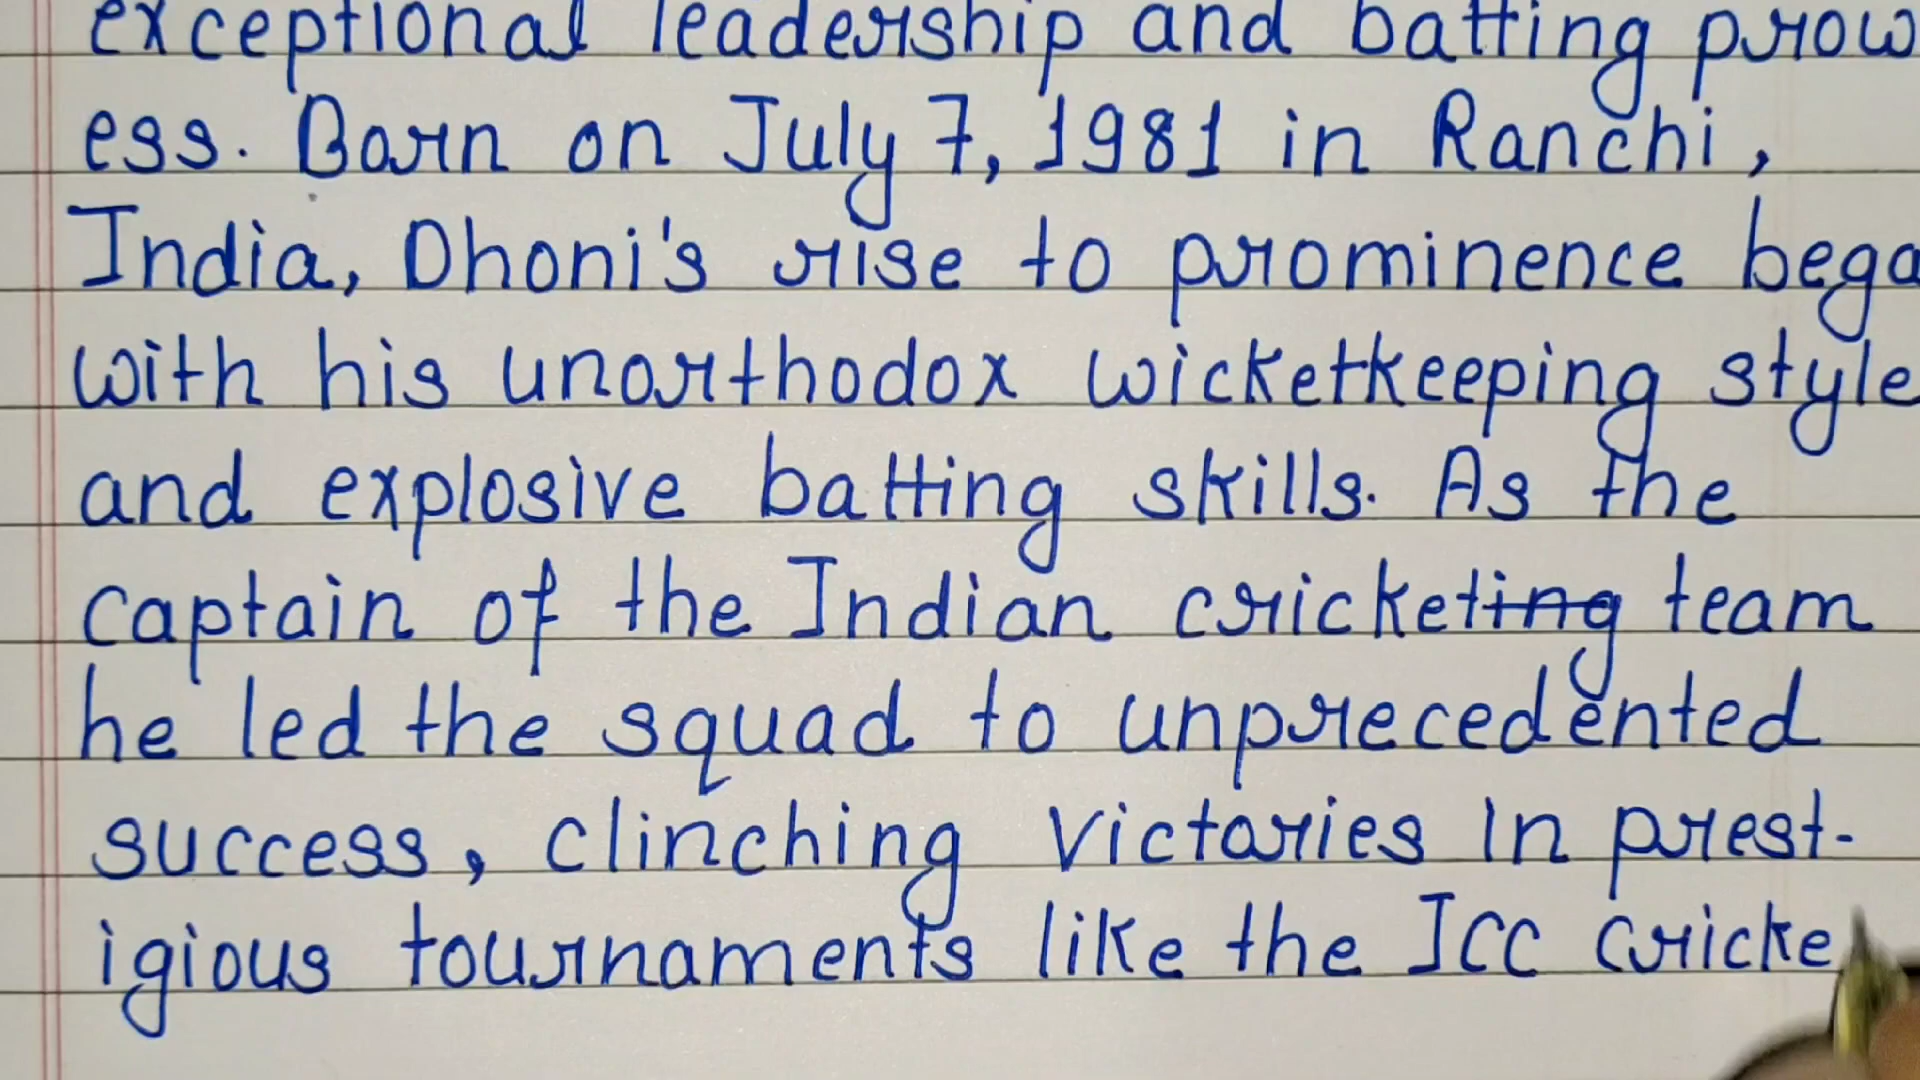 exceptional leadership and batting prow
ess. Born on July 7, 1981 in Ranchi,
India, Dhoni's rise to prominence bega
with his unorthodox wicketkeeping style
and explosive batting skills. As the
captain of the Indian cricketing team
he led the squad to unprecedented
success, clinching victories in prest-
igious tournaments like the ICC cricke